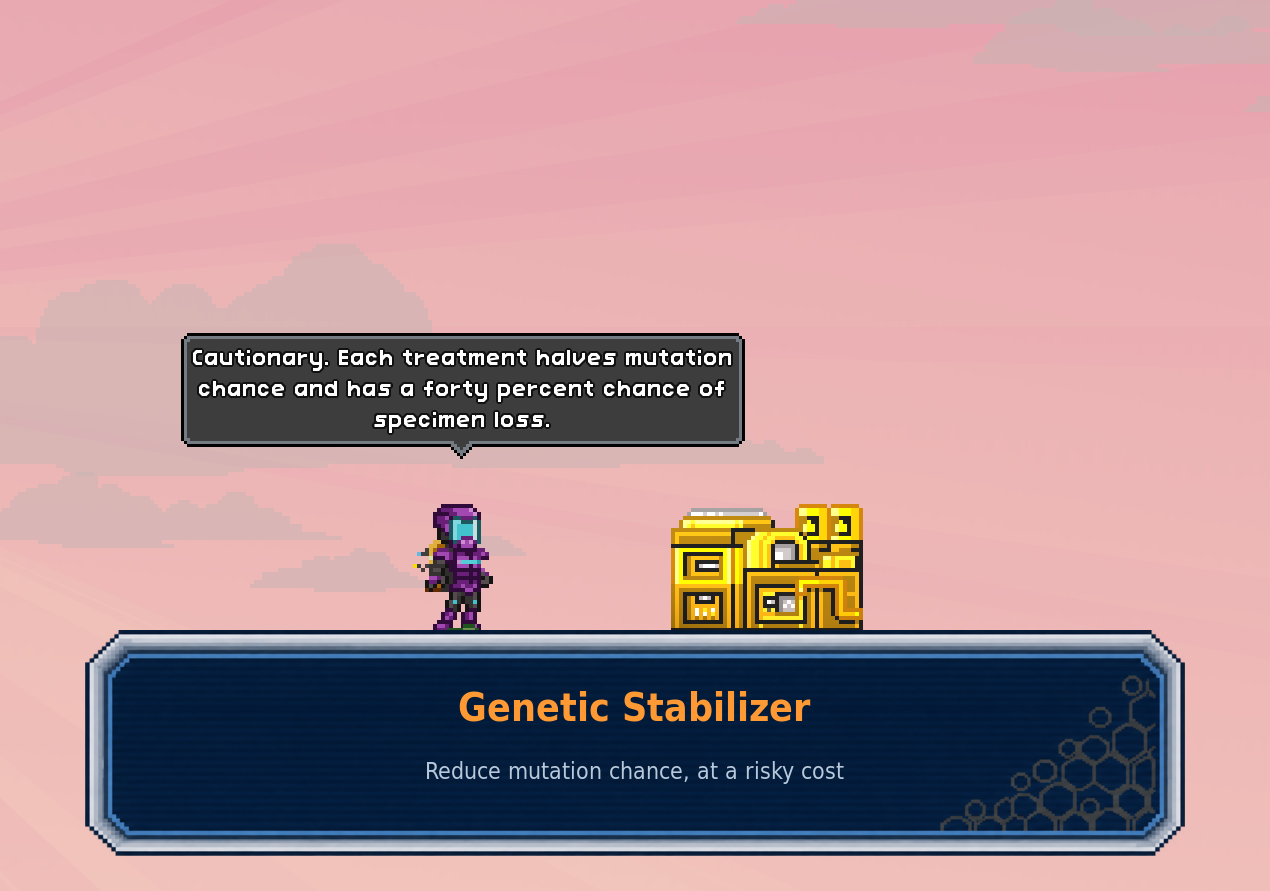 Cautionary. Each treatment halves mutation
chance and has a forty percent chance of
specimen loss.
Genetic Stabilizer
Reduce mutation chance, at a risky cost